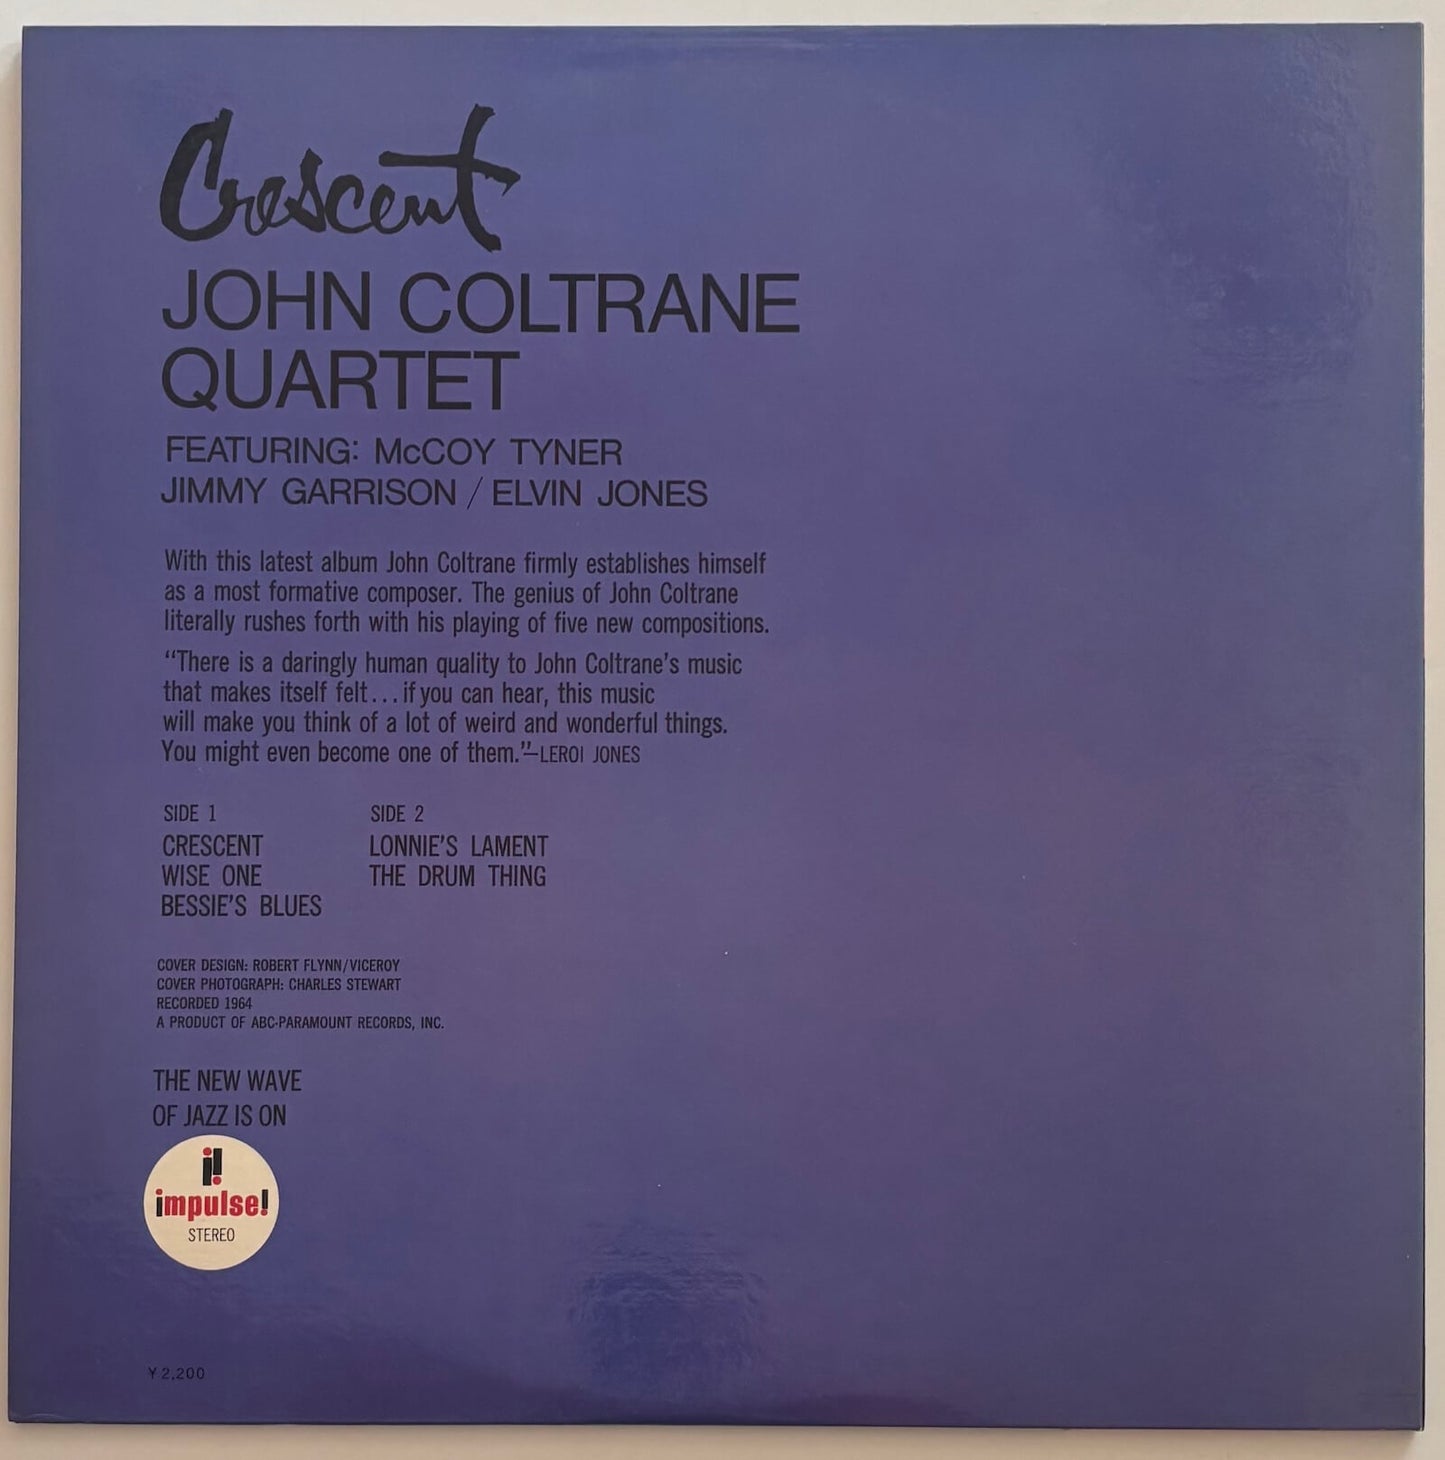 Crescent
JOHN COLTRANE
QUARTET
FEATURING: McCOY TYNER
JIMMY GARRISON / ELVIN JONES
With this latest album John Coltrane firmly establishes himself
as a most formative composer. The genius of John Coltrane
literally rushes forth with his playing of five new compositions.
“There is a daringly human quality to John Coltrane’s music
that makes itself felt...if you can hear, this music
will make you think of a lot of weird and wonderful things.
You might even become one of them.”—LEROI JONES
SIDE 1
CRESCENT
WISE ONE
BESSIE’S BLUES
SIDE 2
LONNIE’S LAMENT
THE DRUM THING
COVER DESIGN: ROBERT FLYNN/VICEROY
COVER PHOTOGRAPH: CHARLES STEWART
RECORDED 1964
A PRODUCT OF ABC-PARAMOUNT RECORDS, INC.
THE NEW WAVE
OF JAZZ IS ON
i!
impulse!
STEREO
¥2,200